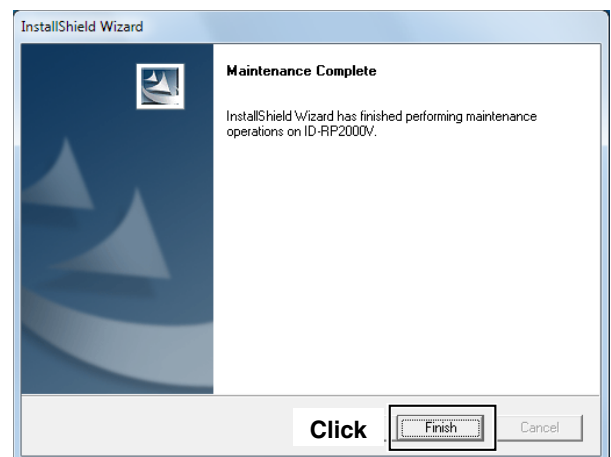 InstallShield Wizard
Maintenance Complete
InstallShield Wizard has finished performing maintenance
operations on ID-RP2000V.
Click
Finish
Cancel